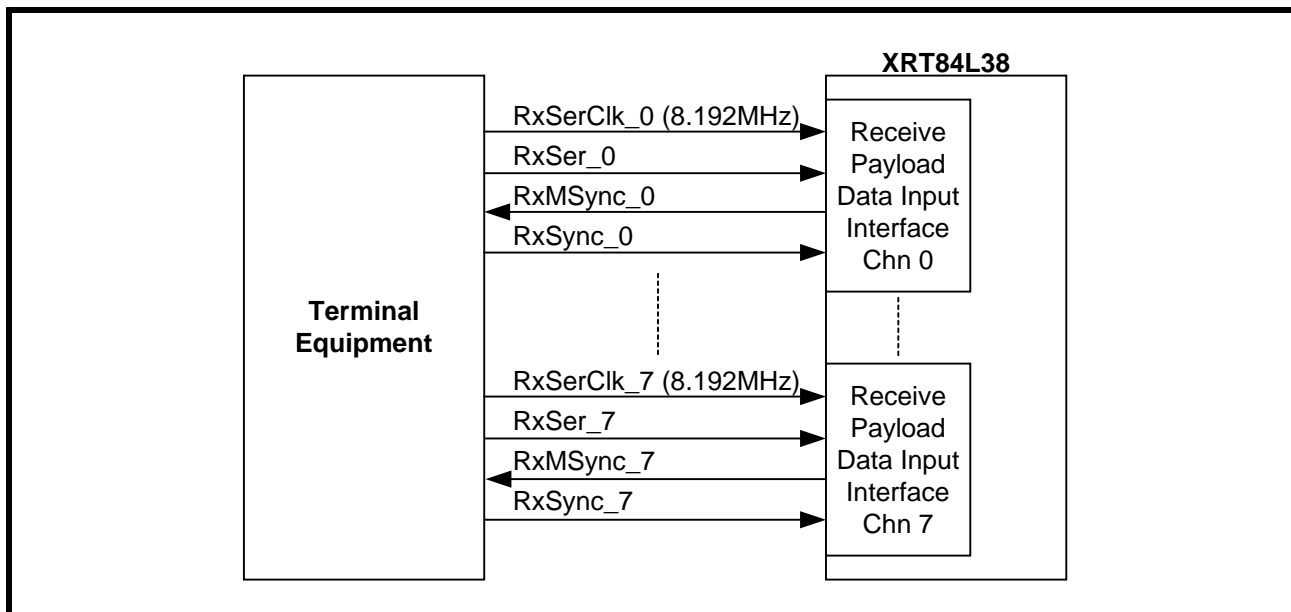 XRT84L38
RxSerClk_0 (8.192MHz)
RxSer_0
RxMSync_0
RxSync_0
Receive
Payload
Data Input
Interface
Chn 0
Terminal
Equipment
RxSerClk_7 (8.192MHz)
RxSer_7
RxMSync_7
RxSync_7
Receive
Payload
Data Input
Interface
Chn 7